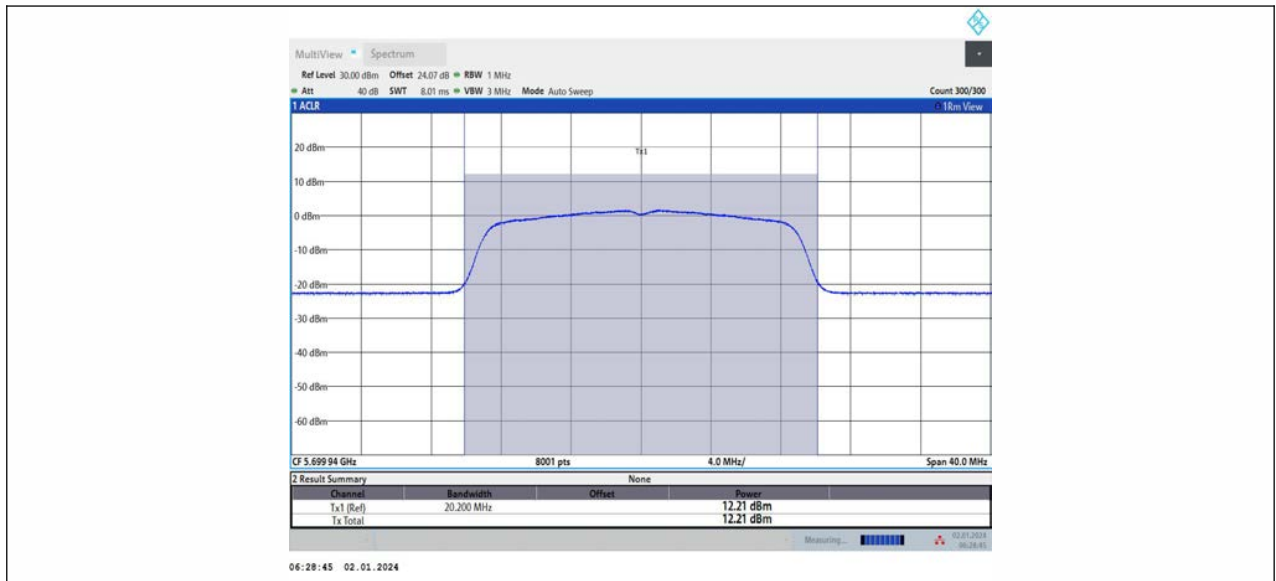 MultiView Spectrum
Ref Level 30.00 dBm Offset 24.07 dB RBW 1 MHz
Att 40 dB SWT 8.01 ms VBW 3 MHz Mode Auto Sweep Count 300/300
1 ACLR 1Rm View
20 dBm
Tx1
10 dBm
0 dBm
-10 dBm
-20 dBm
-30 dBm
-40 dBm
-50 dBm
-60 dBm
CF 5.699 94 GHz 8001 pts 4.0 MHz/ Span 40.0 MHz
2 Result Summary None
Channel Bandwidth Offset Power
Tx1 (Ref) 20.200 MHz 12.21 dBm
Tx Total 12.21 dBm
Measuring... 02.01.2024
06:28:45
06:28:45 02.01.2024